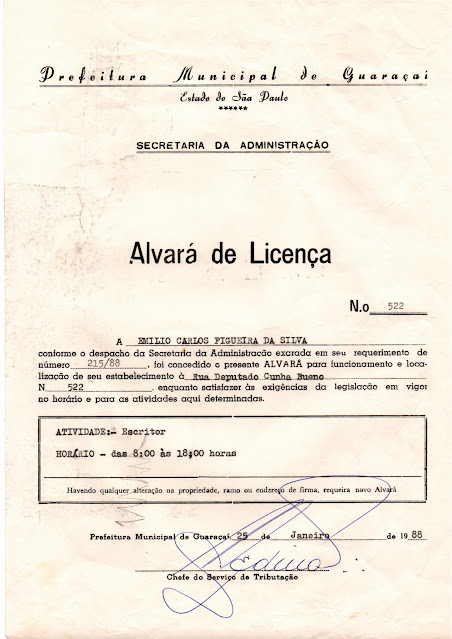 Prefeitura Municipal de Guaraçaí
Estado de São Paulo
******
SECRETARIA DA ADMINISTRAÇÃO
Alvará de Licença
N.o 522
A EMILIO CARLOS FIGUEIRA DA SILVA
conforme o despacho da Secretaria da Administração exarada em seu requerimento de
número 215/88, foi concedido o presente ALVARÁ para funcionamento e loca-
lização de seu estabelecimento à Rua Deputado Cunha Bueno
N 522 enquanto satisfazer às exigências da legislação em vigor
no horário e para as atividades aqui determinadas.
ATIVIDADE:- Escritor
HORÁRIO - das 8:00 às 18:00 horas
Havendo qualquer alteração na propriedade, ramo ou endereço de firma, requeira novo Alvará
Prefeitura Municipal de Guaraçaí 25 de Janeiro de 1988
Chefe do Serviço de Tributação